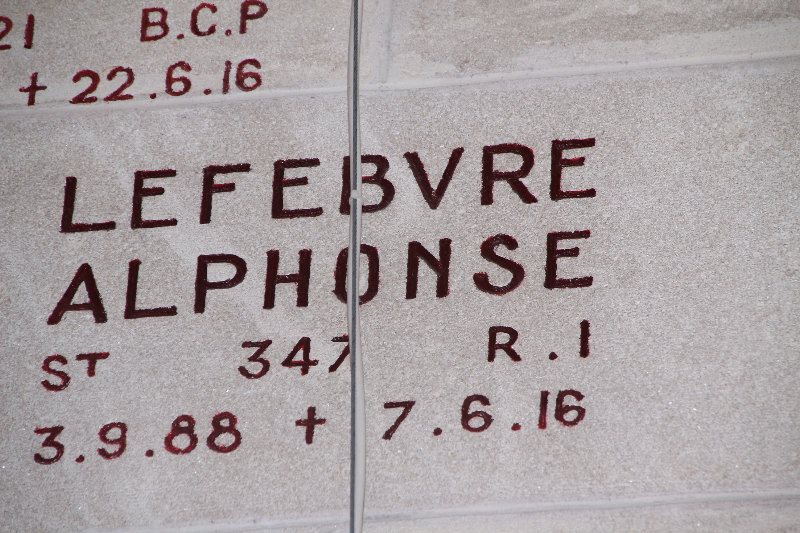 21 B.C.P
+ 22.6.16
LEFEBVRE
ALPHONSE
ST 347 R.I
3.9.88 + 7.6.16